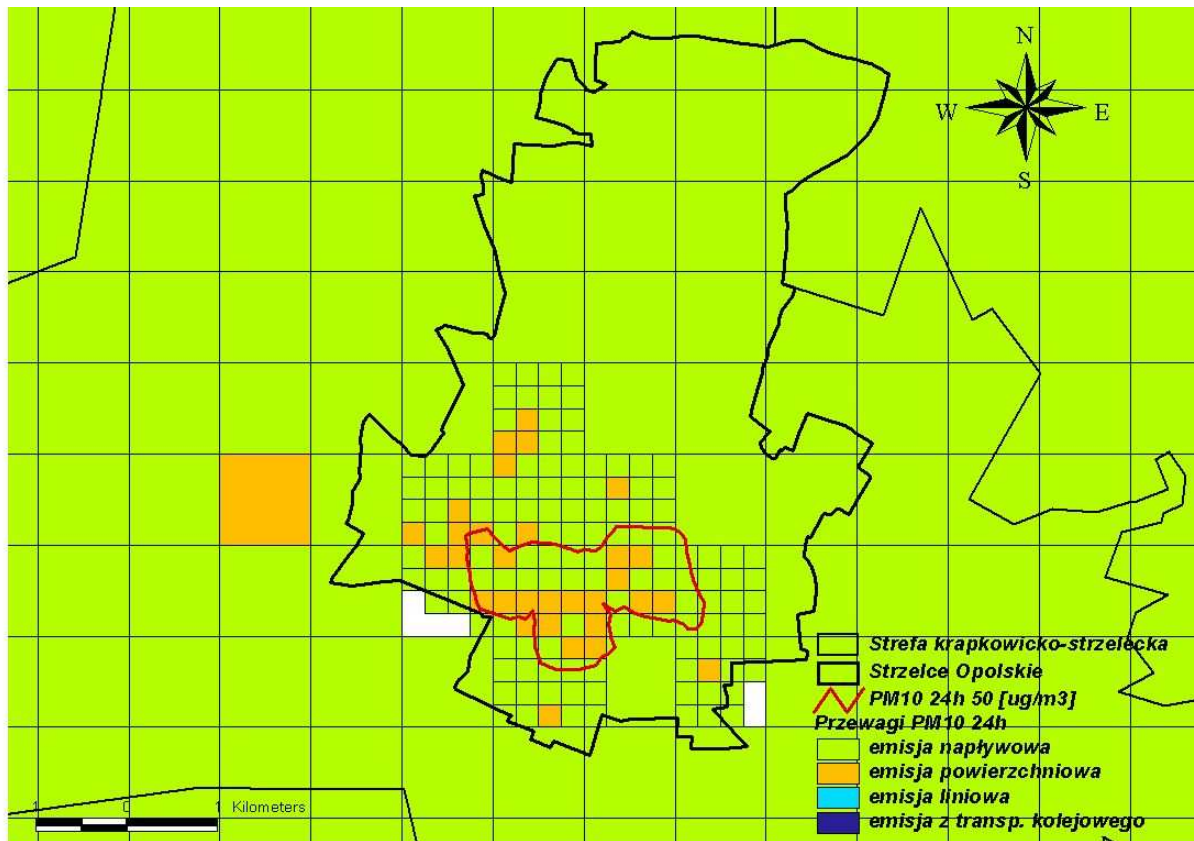 N
W E
S
Strefa krapkowicko-strzelecka
Strzelce Opolskie
PM10 24h 50 [ug/m3]
Przewagi PM10 24h
emisja napływowa
emisja powierzchniowa
emisja liniowa
emisja z transp. kolejowego
1 0 1 Kilometers